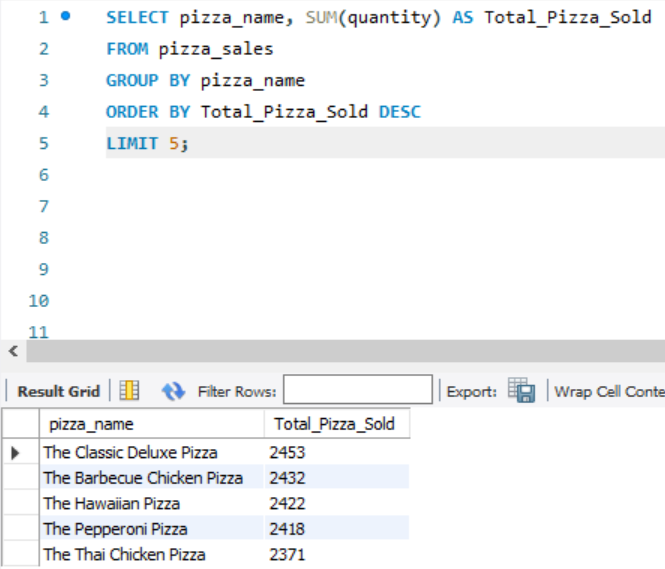 1 SELECT pizza_name, SUM(quantity) AS Total_Pizza_Sold
2 FROM pizza_sales
3 GROUP BY pizza_name
4 ORDER BY Total_Pizza_Sold DESC
5 LIMIT 5;
6
7
8
9
10
11
Result Grid Filter Rows: Export: Wrap Cell Conte
pizza_name Total_Pizza_Sold
The Classic Deluxe Pizza 2453
The Barbecue Chicken Pizza 2432
The Hawaiian Pizza 2422
The Pepperoni Pizza 2418
The Thai Chicken Pizza 2371